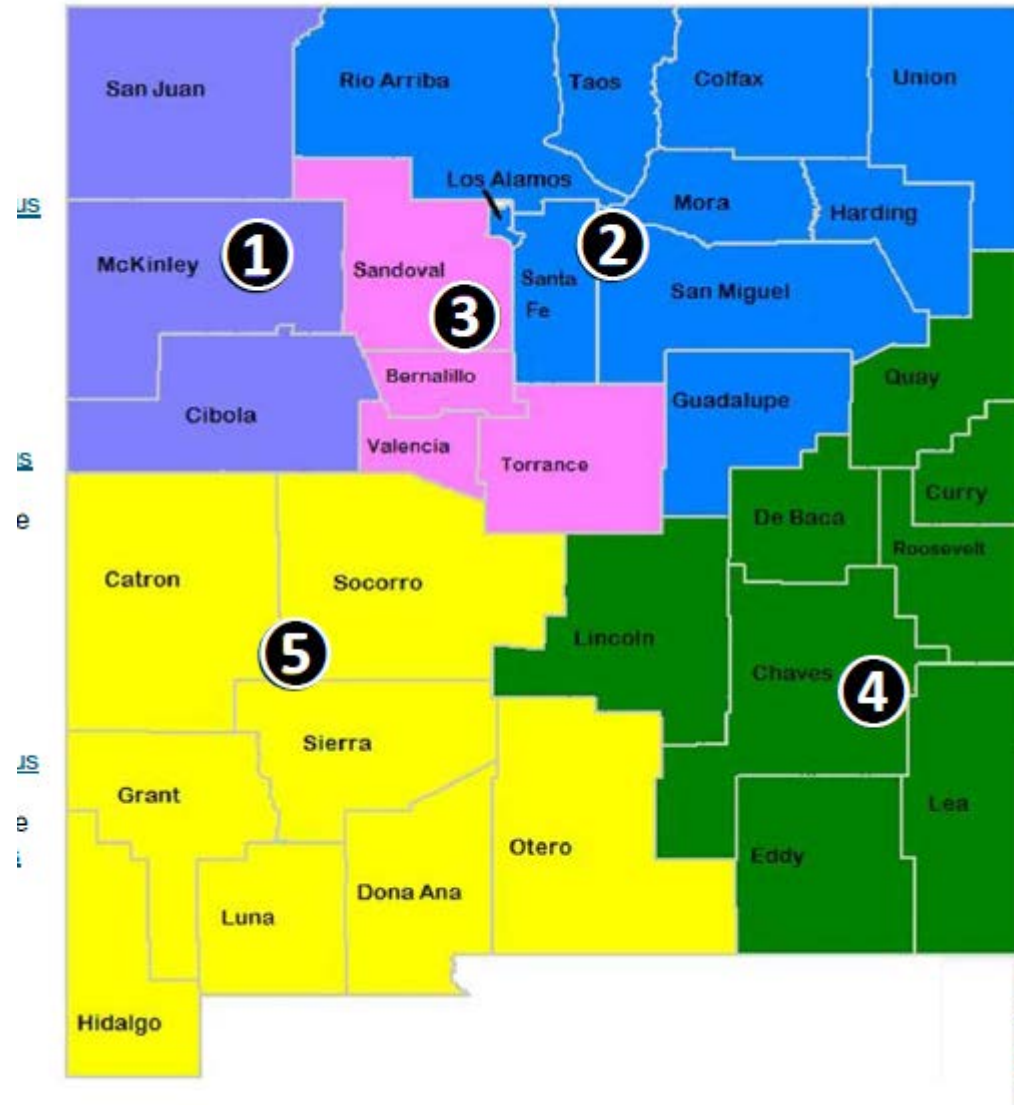 San Juan
Rio Arriba
Taos
Colfax
Union
us
Los Alamos
Mora
Harding
McKinley
1
2
Sandoval
Santa
Fe
San Miguel
3
Bernalillo
Guadalupe
Quay
Cibola
Valencia
Torrance
s
e
Curry
De Baca
Roosevelt
Catron
Socorro
Lincoln
5
Chaves
4
Sierra
us
Grant
e
Lea
Otero
Eddy
Dona Ana
Luna
Hidalgo